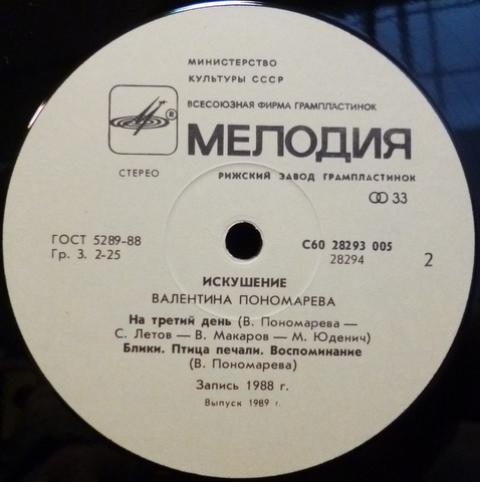 МИНИСТЕРСТВО
КУЛЬТУРЫ СССР
ВСЕСОЮЗНАЯ ФИРМА ГРАМПЛАСТИНОК
®
МЕЛОДИЯ
СТЕРЕО
РИЖСКИЙ ЗАВОД ГРАМПЛАСТИНОК
33
ГОСТ 5289-88
Гр. 3. 2-25
С60 28293 005
28294
2
ИСКУШЕНИЕ
ВАЛЕНТИНА ПОНОМАРЕВА
На третий день (В. Пономарева —
С. Летов — В. Макаров — М. Юденич)
Блики. Птица печали. Воспоминание
(В. Пономарева)
Запись 1988 г.
Выпуск 1989 г.